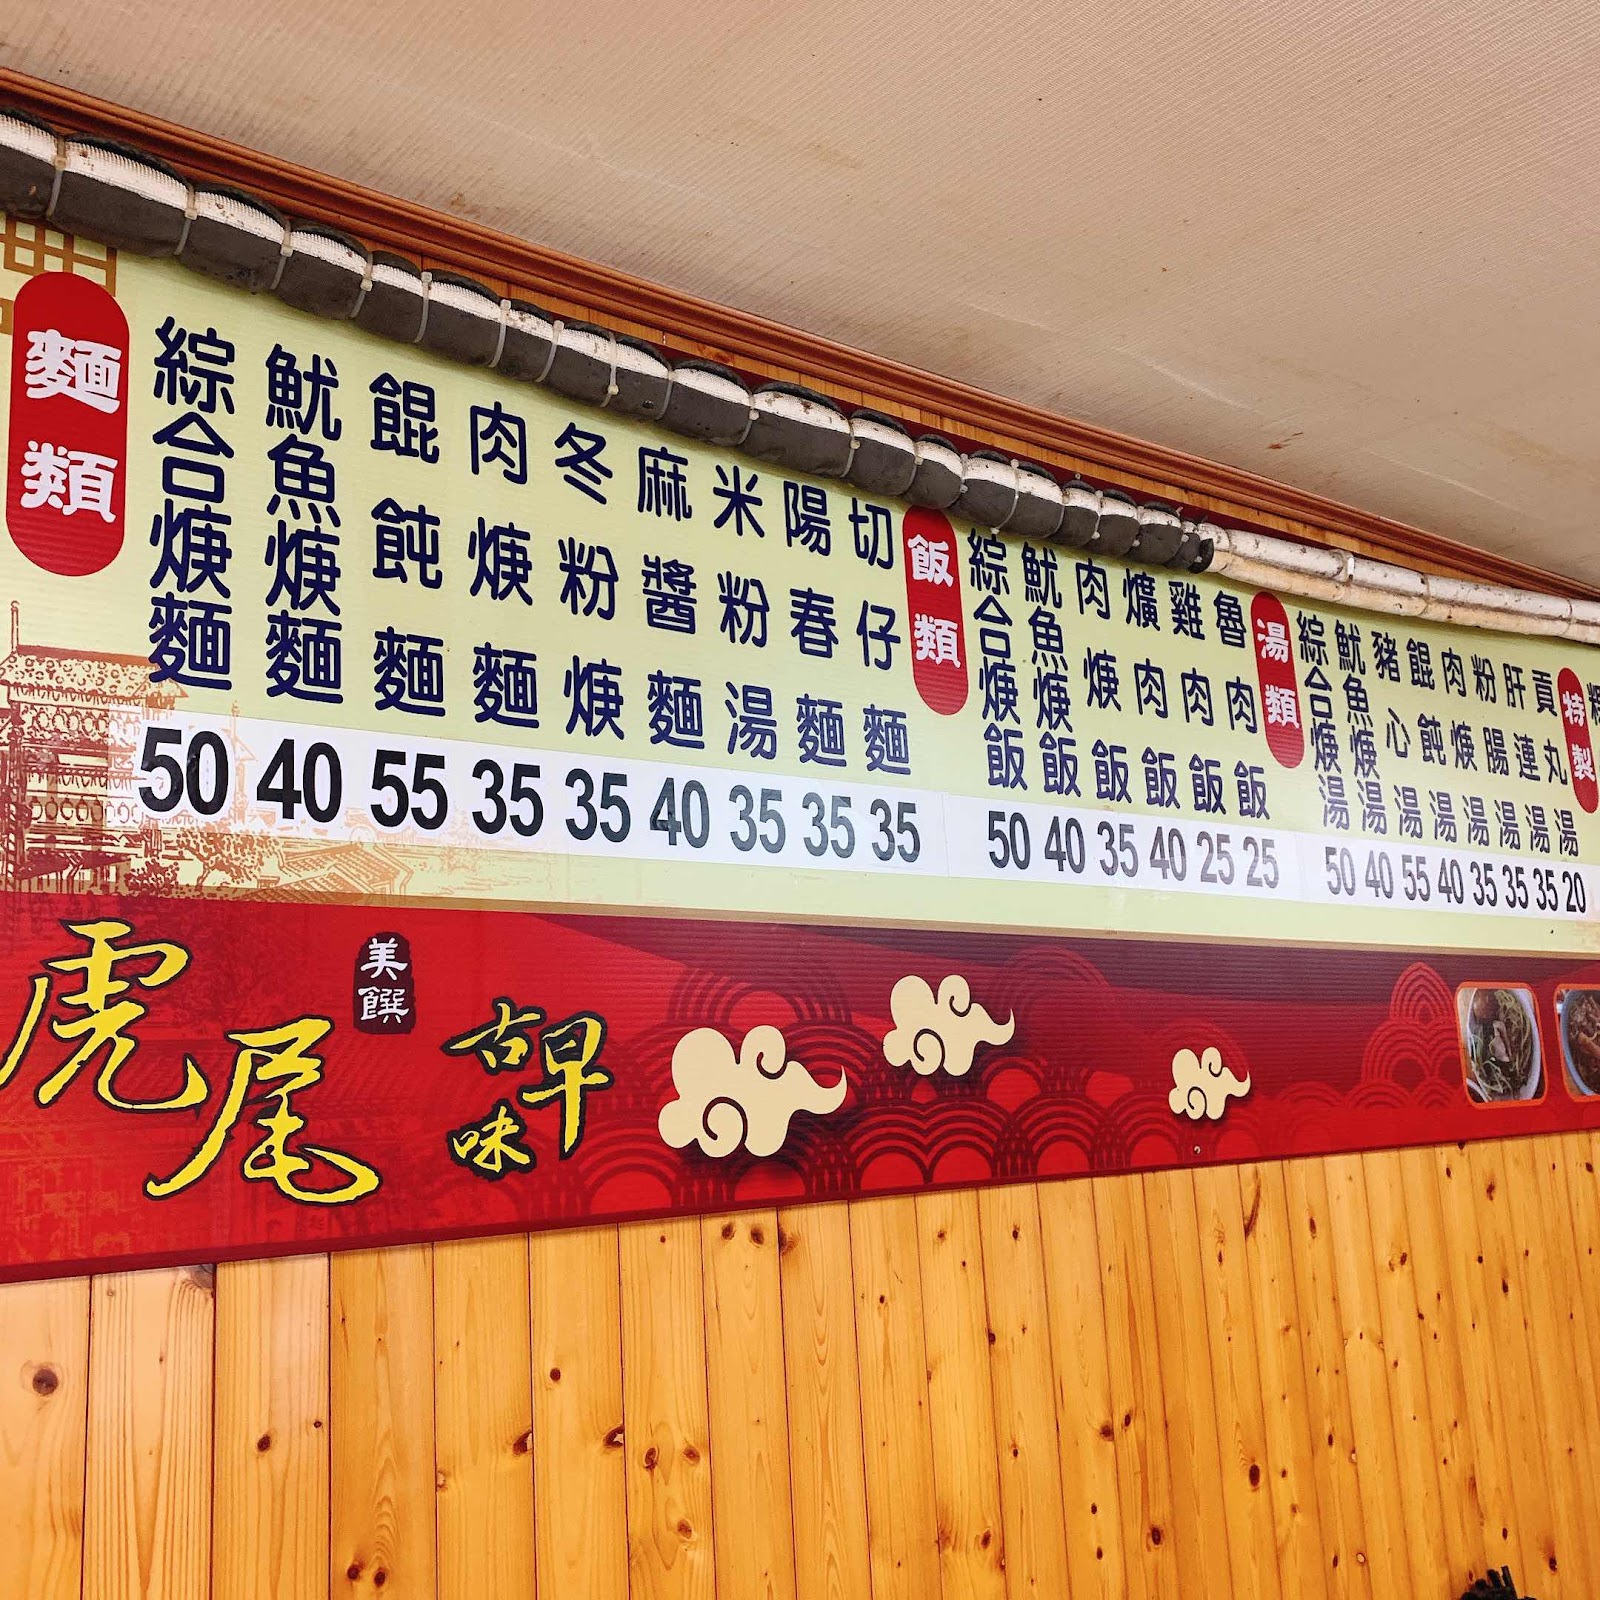 麵類
綜合焿麵 50
魷魚焿麵 40
餛飩麵 55
肉焿麵 35
冬粉焿 35
麻醬麵 40
米粉湯 35
陽春麵 35
切仔麵 35
飯類
綜合焿飯 50
魷魚焿飯 40
肉焿飯 35
爌肉飯 40
雞肉飯 25
魯肉飯 25
湯類
綜合焿湯 50
魷魚焿湯 40
豬心湯 55
餛飩湯 40
肉焿湯 35
粉腸湯 35
肝連湯 35
貢丸湯 20
特製
虎尾
美饌
古早味